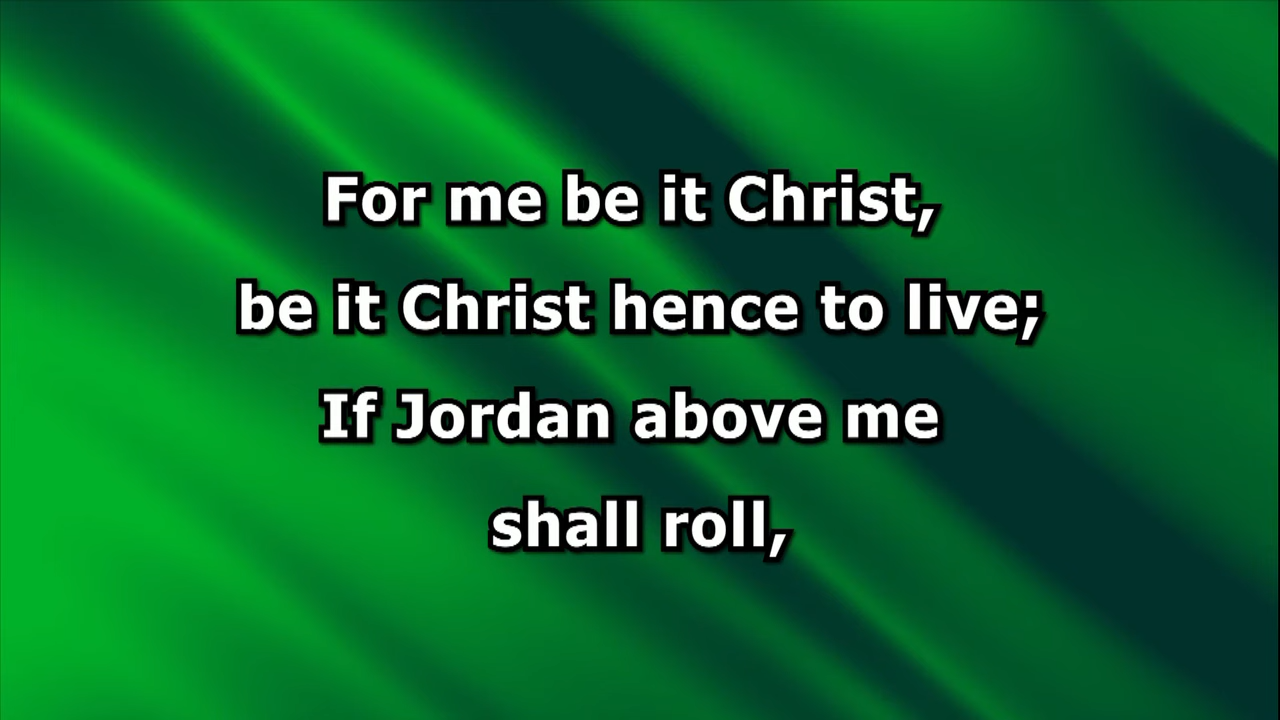 For me be it Christ,
be it Christ hence to live;
If Jordan above me
shall roll,